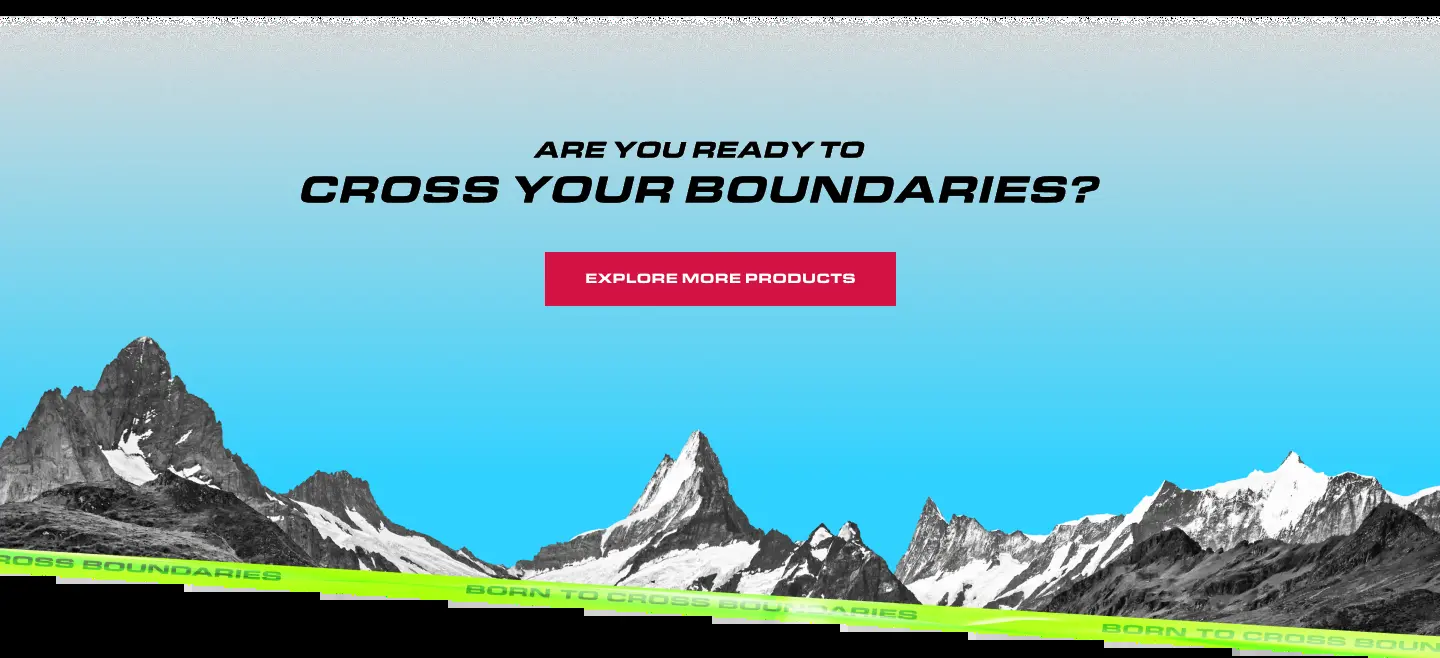 ARE YOU READY TO
CROSS YOUR BOUNDARIES?
EXPLORE MORE PRODUCTS
CROSS BOUNDARIES
BORN TO CROSS BOUNDARIES
BORN TO CROSS BOUN